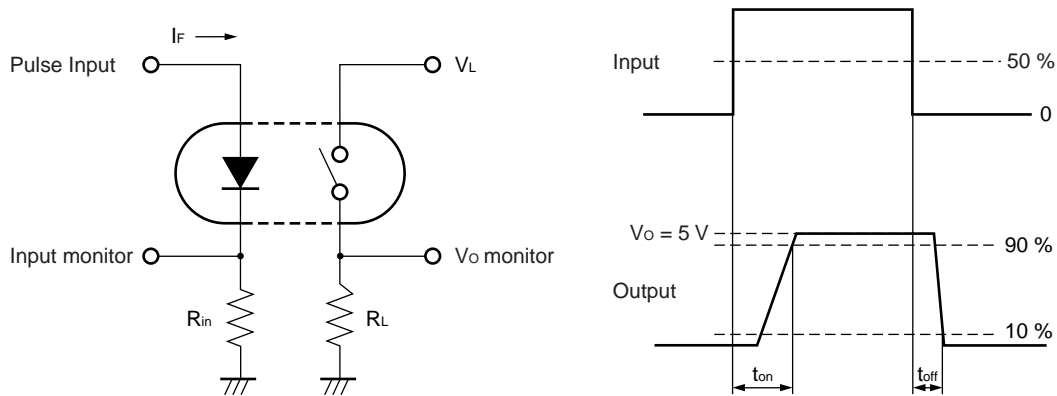 IF
Pulse Input
VL
Input monitor
VO monitor
Rin
RL
Input
50 %
0
VO = 5 V
90 %
Output
10 %
ton
toff